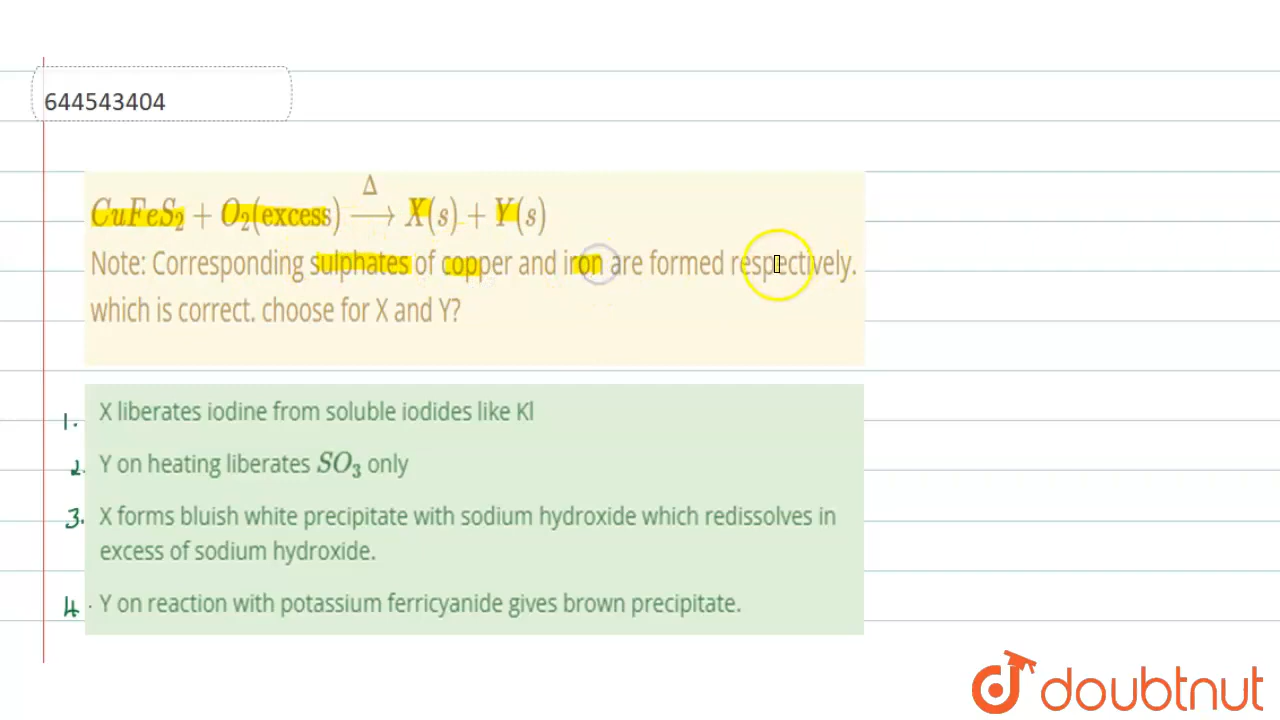 644543404
Δ
CuFeS₂ + O₂(excess) ⟶ X(s) + Y(s)
Note: Corresponding sulphates of copper and iron are formed respectively.
which is correct. choose for X and Y?
1. X liberates iodine from soluble iodides like Kl
2. Y on heating liberates SO₃ only
3. X forms bluish white precipitate with sodium hydroxide which redissolves in
excess of sodium hydroxide.
4. Y on reaction with potassium ferricyanide gives brown precipitate.
doubtnut